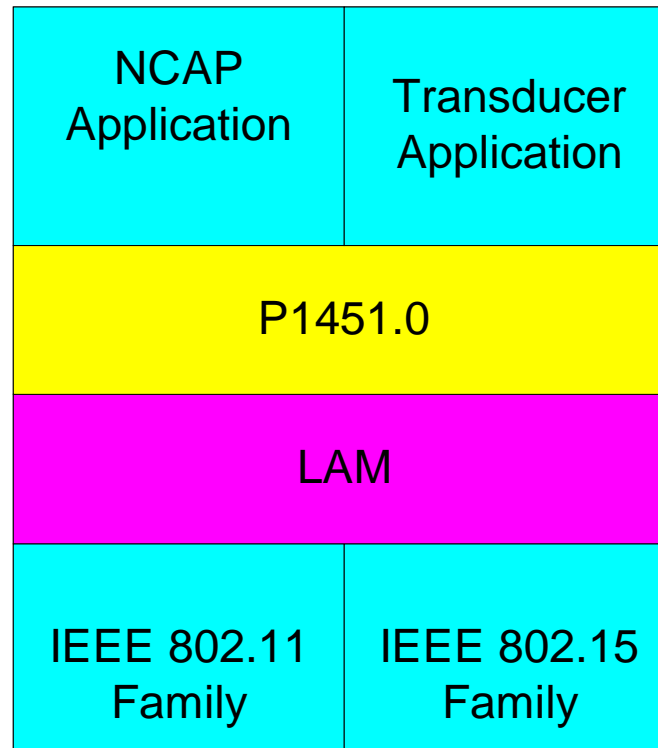 NCAP
Application
Transducer
Application
P1451.0
LAM
IEEE 802.11
Family
IEEE 802.15
Family